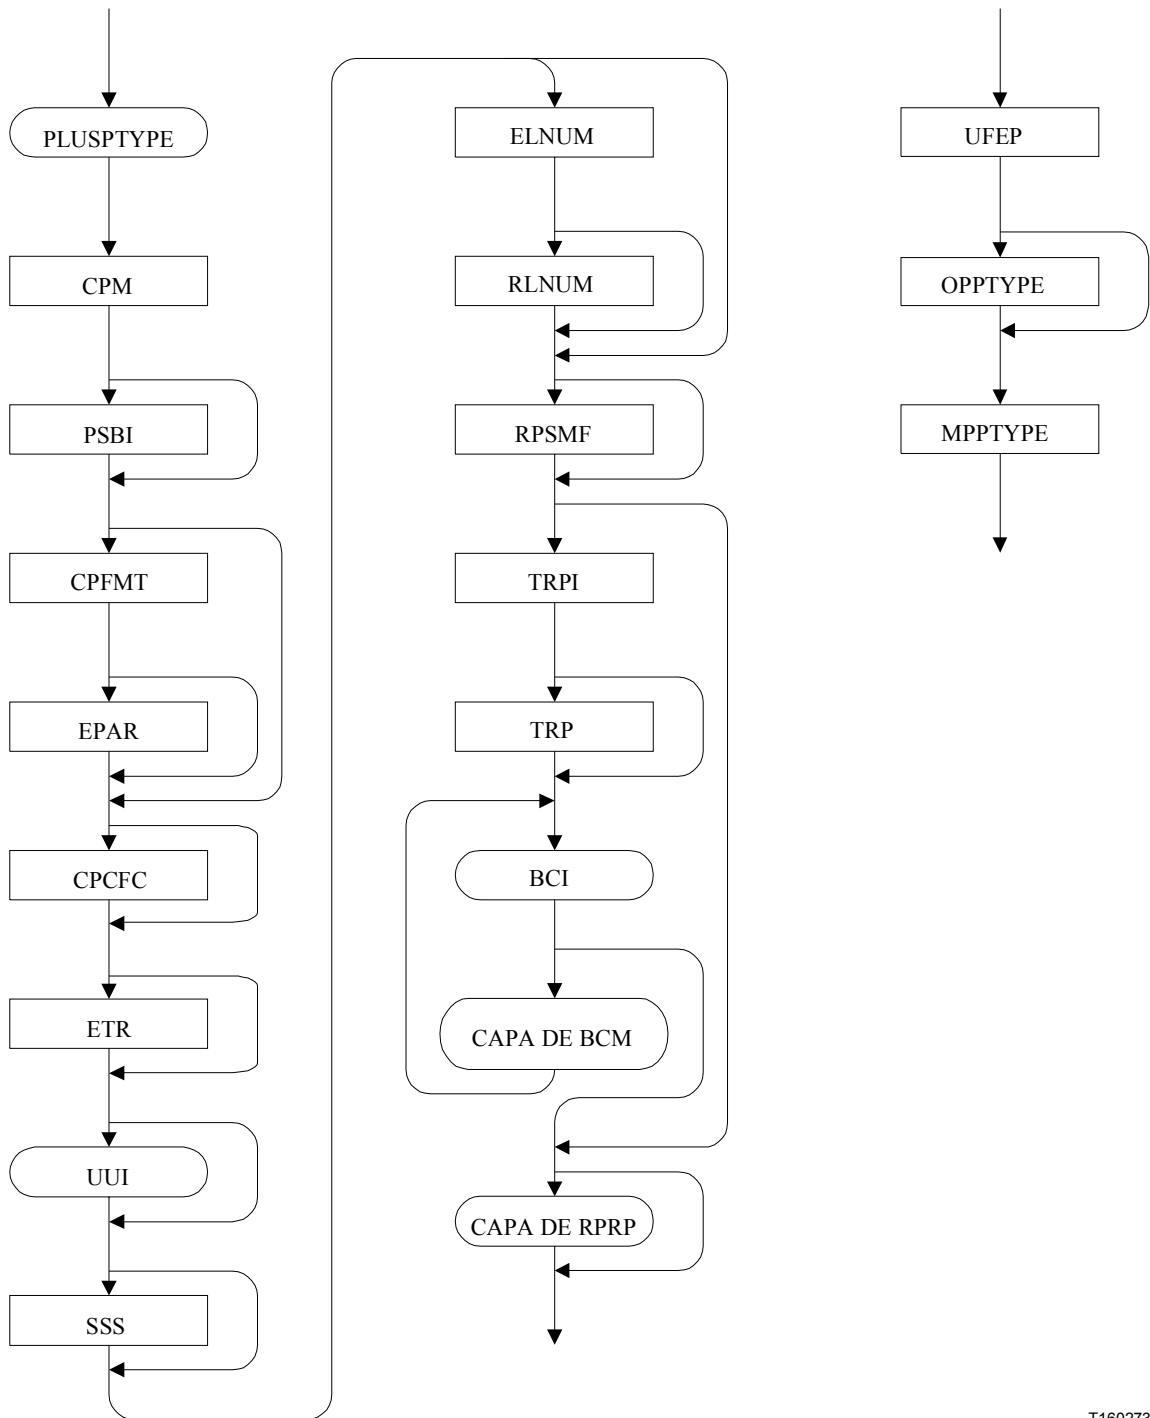 PLUSPTYPE
CPM
PSBI
CPFMT
EPAR
CPCFC
ETR
UUI
SSS
ELNUM
RLNUM
RPSMF
TRPI
TRP
BCI
CAPA DE BCM
CAPA DE RPRP
UFEP
OPPTYPE
MPPTYPE